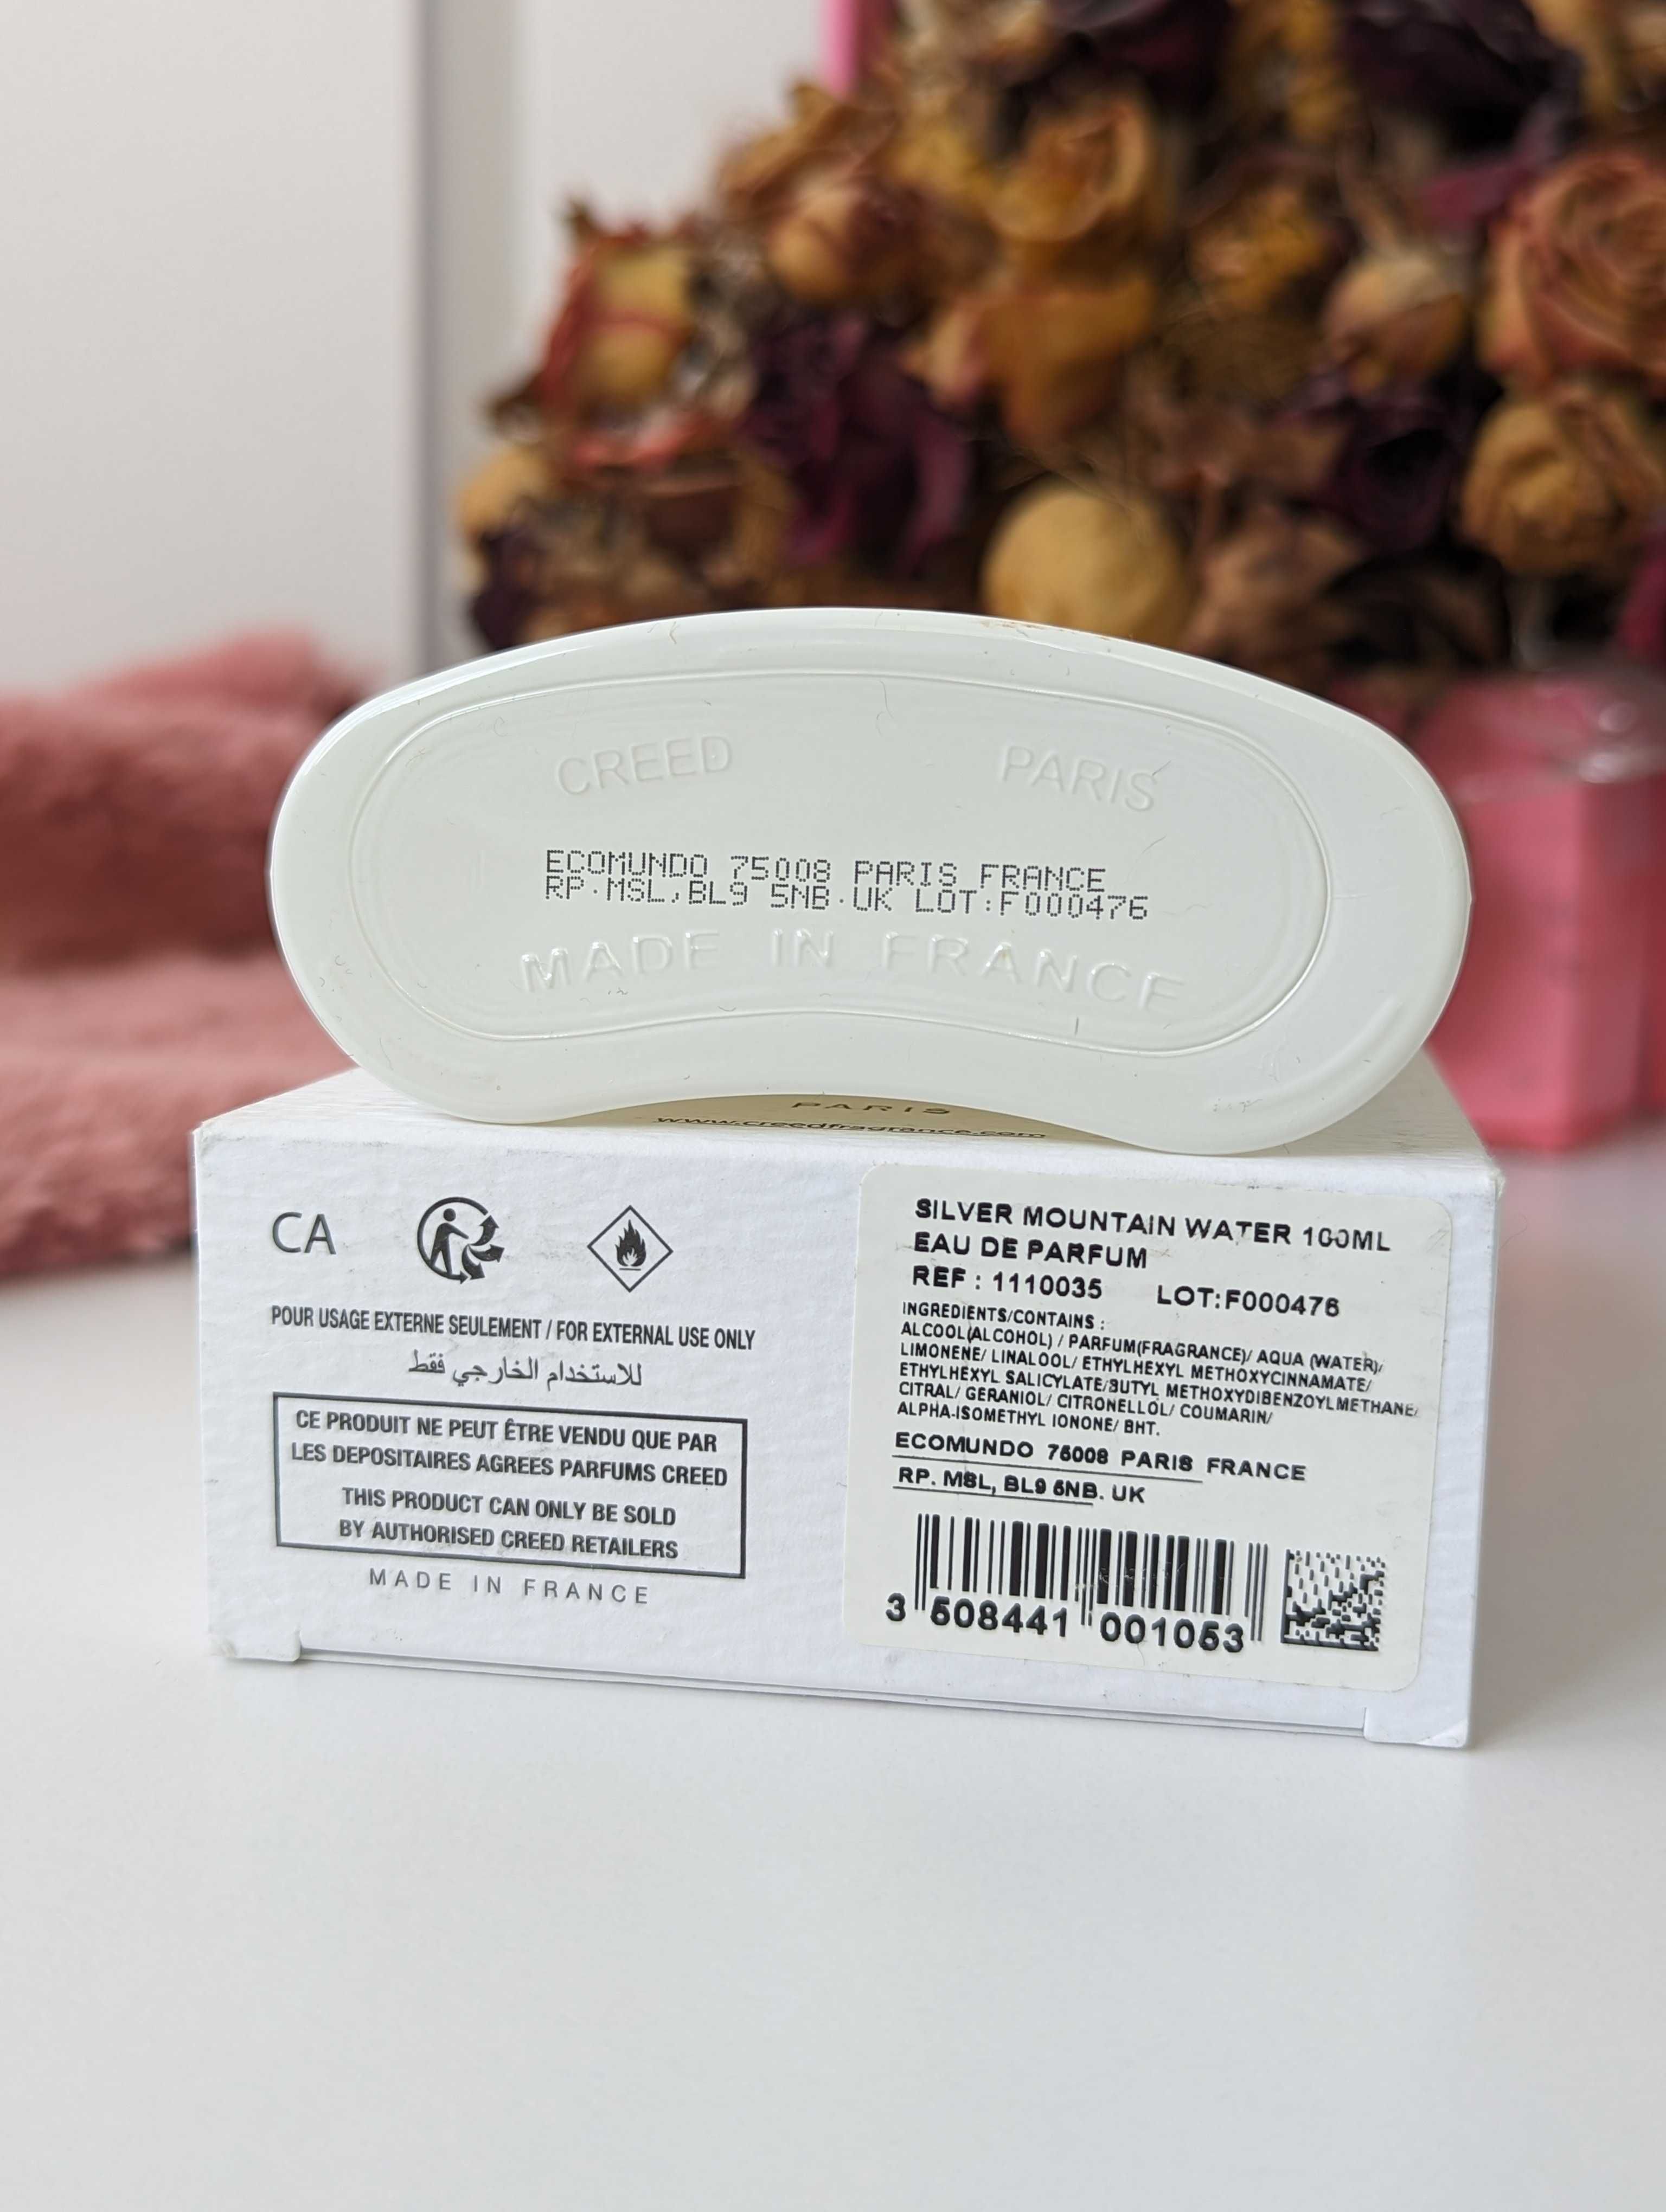 CREED PARIS
ECOMUNDO 75008 PARIS FRANCE
RP.MSL,BL9 5NB.UK LOT:F000476
MADE IN FRANCE
PARIS
www.creedfragrance.com
CA
POUR USAGE EXTERNE SEULEMENT / FOR EXTERNAL USE ONLY
للاستخدام الخارجي فقط
CE PRODUIT NE PEUT ÊTRE VENDU QUE PAR
LES DEPOSITAIRES AGREES PARFUMS CREED
THIS PRODUCT CAN ONLY BE SOLD
BY AUTHORISED CREED RETAILERS
MADE IN FRANCE
SILVER MOUNTAIN WATER 100ML
EAU DE PARFUM
REF : 1110035 LOT:F000476
INGREDIENTS/CONTAINS :
ALCOOL(ALCOHOL) / PARFUM(FRAGRANCE)/ AQUA (WATER)/
LIMONENE/ LINALOOL/ ETHYLHEXYL METHOXYCINNAMATE/
ETHYLHEXYL SALICYLATE/BUTYL METHOXYDIBENZOYLMETHANE/
CITRAL/ GERANIOL/ CITRONELLOL/ COUMARIN/
ALPHA-ISOMETHYL IONONE/ BHT.
ECOMUNDO 75008 PARIS FRANCE
RP. MSL, BL9 5NB. UK
3 508441 001053